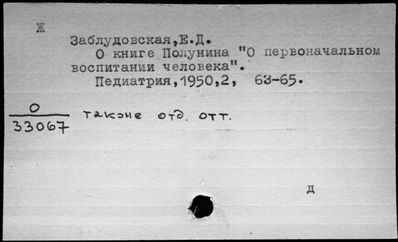 Ж
Заблудовская,Е.Д.
О книге Полунина "О первоначальном
воспитании человека".
Педиатрия,1950,2, 63-65.
О
33067
также отд. отт.
Д